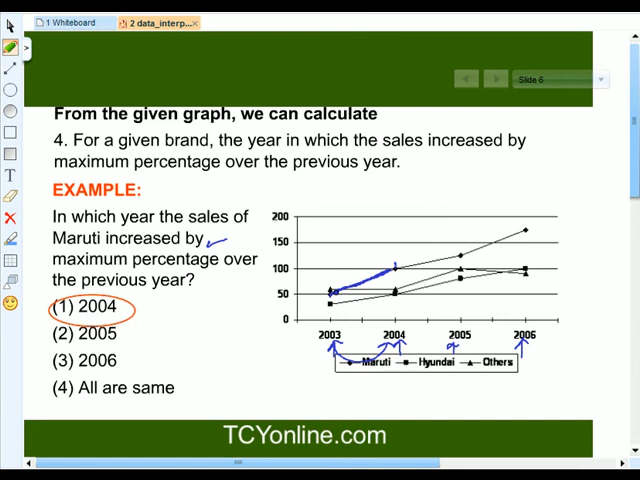 1 Whiteboard
2 data_interp...
Slide 6
From the given graph, we can calculate
4. For a given brand, the year in which the sales increased by
maximum percentage over the previous year.
EXAMPLE:
In which year the sales of
Maruti increased by
maximum percentage over
the previous year?
(1) 2004
(2) 2005
(3) 2006
(4) All are same
200
150
100
50
0
2003 2004 2005 2006
Maruti Hyundai Others
TCYonline.com
T